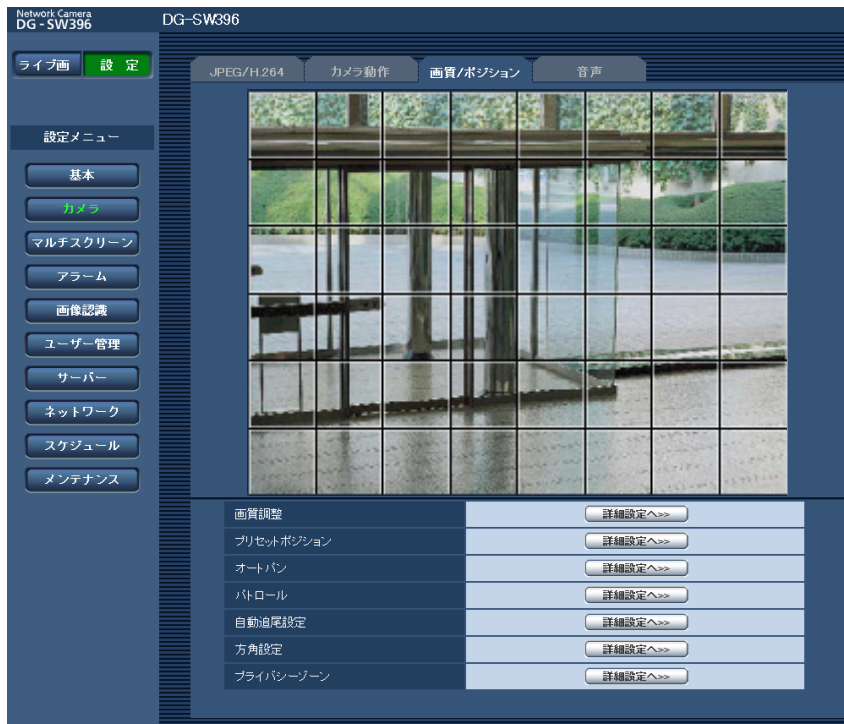 Network Camera
DG-SW396
DG-SW396
ライブ画
設 定
JPEG/H.264
カメラ動作
画質/ポジション
音声
設定メニュー
基本
カメラ
マルチスクリーン
アラーム
画像認識
ユーザー管理
サーバー
ネットワーク
スケジュール
メンテナンス
画質調整 詳細設定へ>>
プリセットポジション 詳細設定へ>>
オートパン 詳細設定へ>>
パトロール 詳細設定へ>>
自動追尾設定 詳細設定へ>>
方角設定 詳細設定へ>>
プライバシーゾーン 詳細設定へ>>